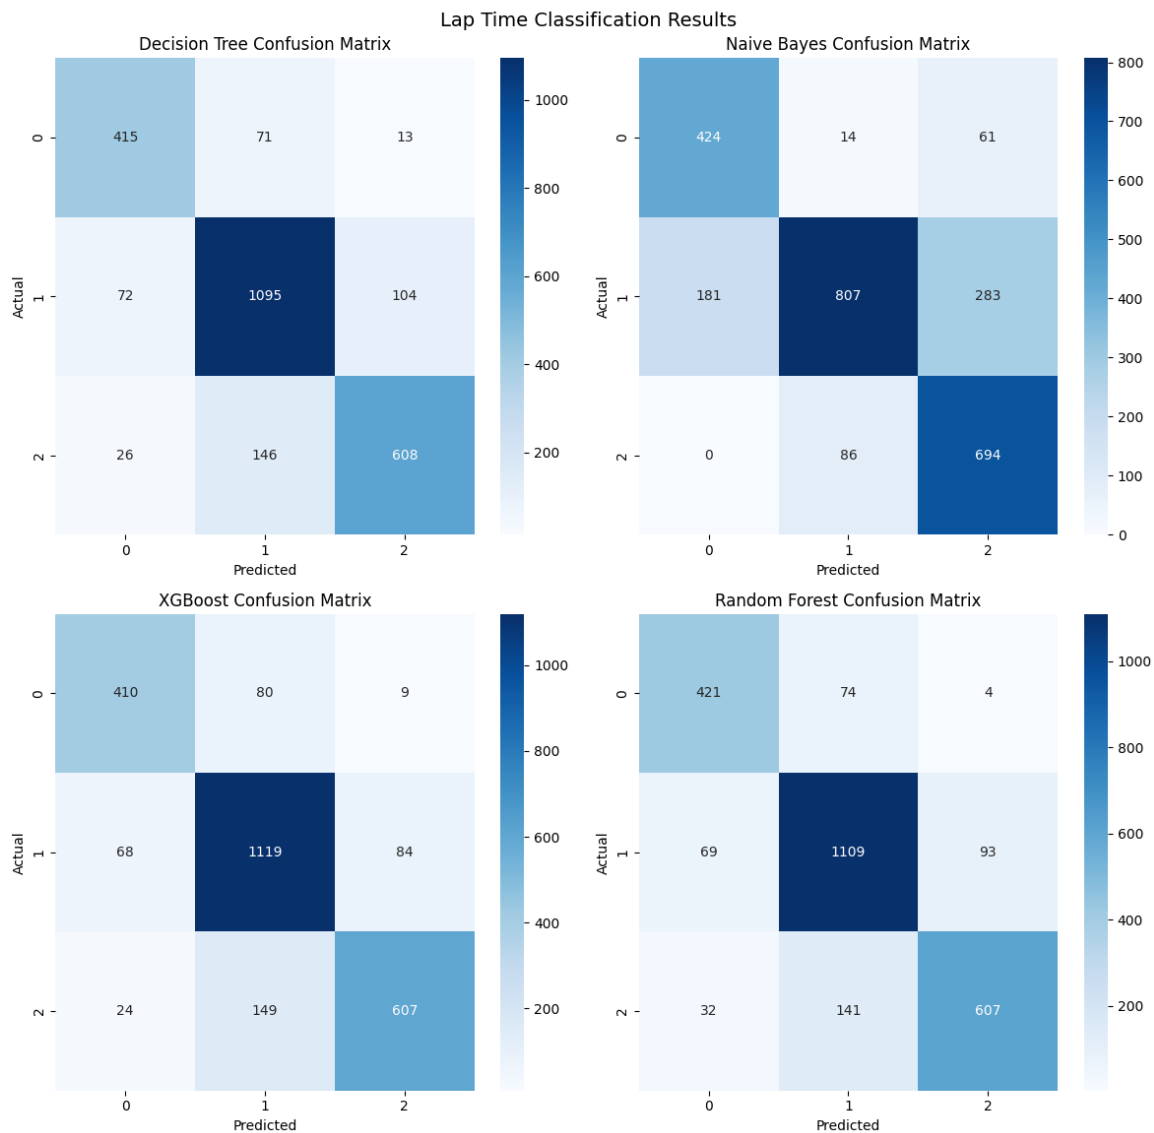 Lap Time Classification Results
Decision Tree Confusion Matrix
0 415 71 13
1 72 1095 104
2 26 146 608
0 1 2
Actual
Predicted
1000
800
600
400
200
Naive Bayes Confusion Matrix
0 424 14 61
1 181 807 283
2 0 86 694
0 1 2
Actual
Predicted
800
700
600
500
400
300
200
100
0
XGBoost Confusion Matrix
0 410 80 9
1 68 1119 84
2 24 149 607
0 1 2
Actual
Predicted
1000
800
600
400
200
Random Forest Confusion Matrix
0 421 74 4
1 69 1109 93
2 32 141 607
0 1 2
Actual
Predicted
1000
800
600
400
200